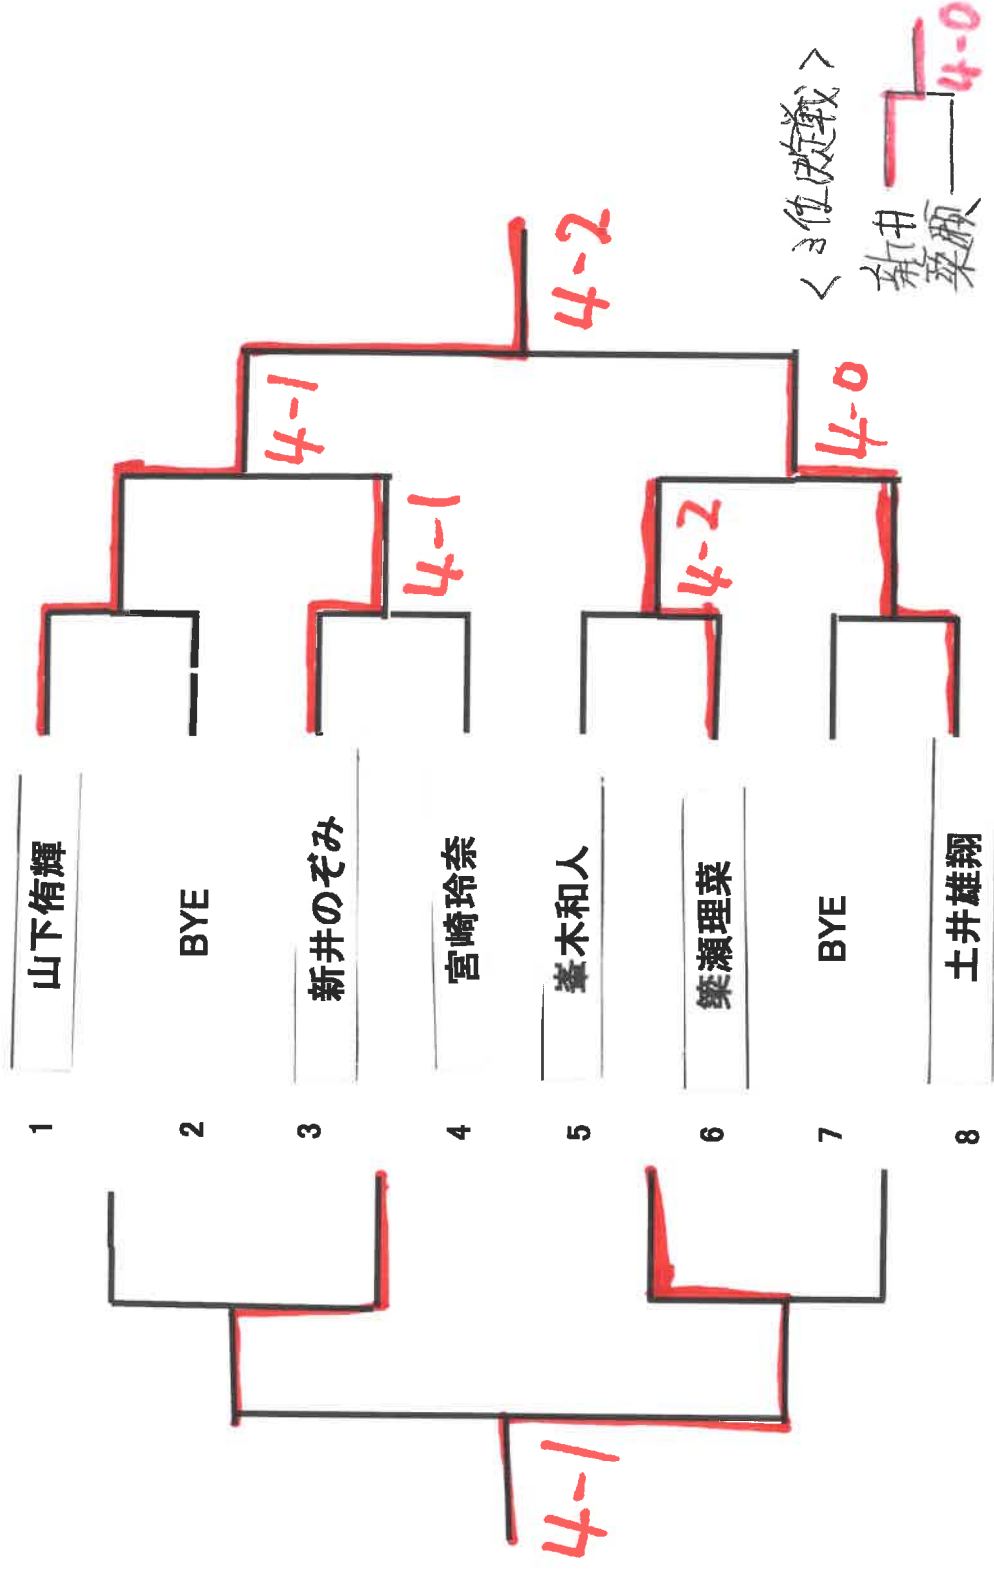 1 山下侑輝
2 BYE
3 新井のぞみ
4 宮崎玲奈
5 峯木和人
6 簗瀬理菜
7 BYE
8 土井雄翔
4-1
4-1
4-2
4-0
4-2
4-1
<3位決定戦>
新井
簗瀬
4-0